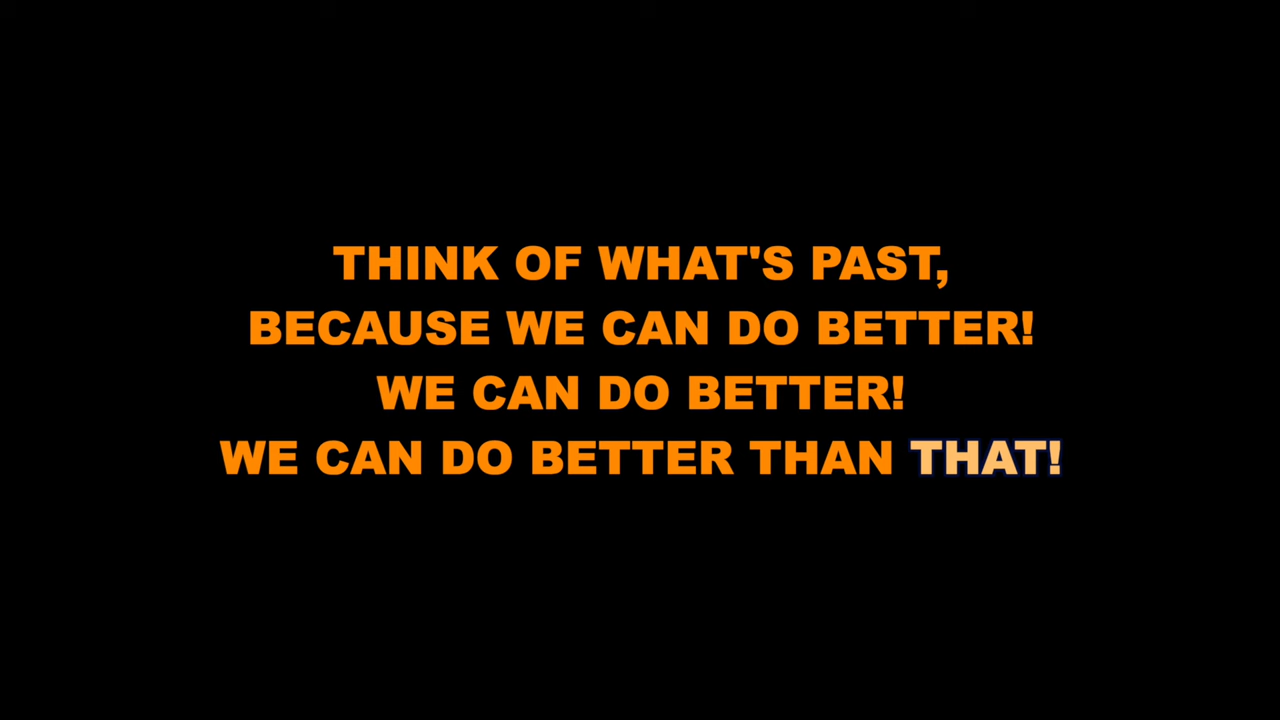 THINK OF WHAT'S PAST,
BECAUSE WE CAN DO BETTER!
WE CAN DO BETTER!
WE CAN DO BETTER THAN THAT!